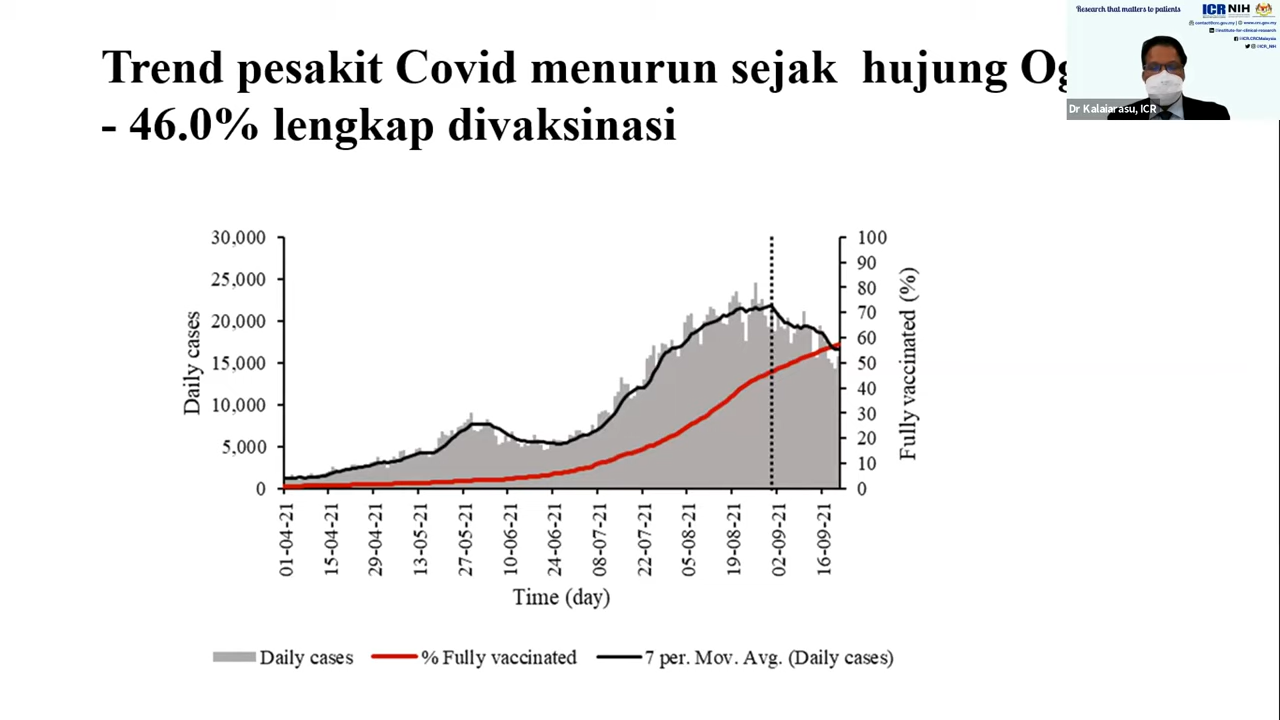 Research that matters to patients
ICR NIH
contact@crc.gov.my | www.crc.gov.my
institute-for-clinical-research
@ICR.CRCMalaysia
@ICR_NIH
Dr Kalaiarasu, ICR
Trend pesakit Covid menurun sejak hujung
- 46.0% lengkap divaksinasi
30,000
25,000
20,000
15,000
10,000
5,000
0
Daily cases
100
90
80
70
60
50
40
30
20
10
0
Fully vaccinated (%)
01-04-21
15-04-21
29-04-21
13-05-21
27-05-21
10-06-21
24-06-21
08-07-21
22-07-21
05-08-21
19-08-21
02-09-21
16-09-21
Time (day)
Daily cases
% Fully vaccinated
7 per. Mov. Avg. (Daily cases)